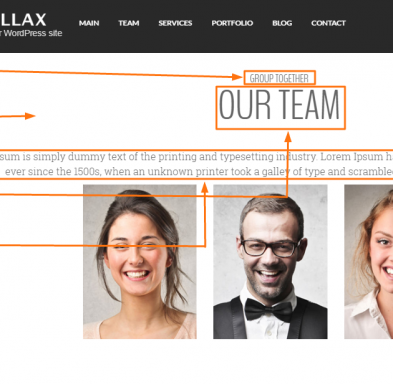 LLAX
r WordPress site
MAIN TEAM SERVICES PORTFOLIO BLOG CONTACT
GROUP TOGETHER
OUR TEAM
sum is simply dummy text of the printing and typesetting industry. Lorem Ipsum h
ever since the 1500s, when an unknown printer took a galley of type and scramble